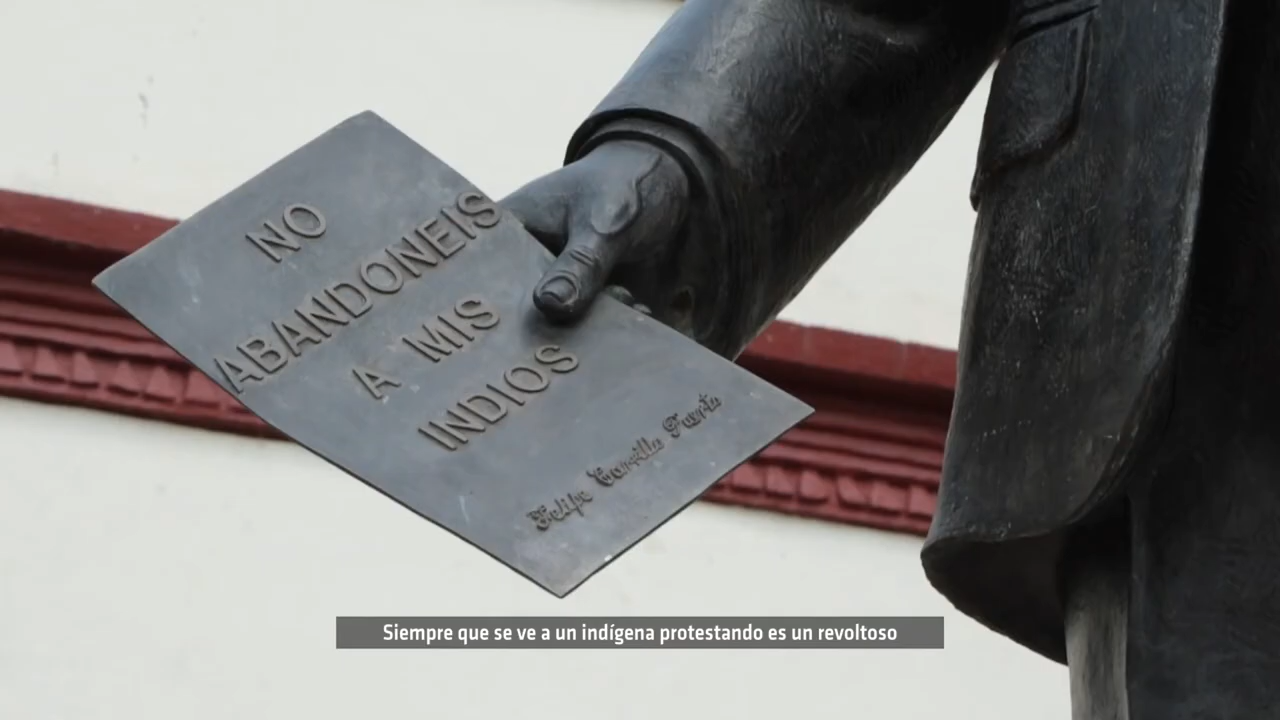 NO
ABANDONEIS
A MIS
INDIOS
Felipe Carrillo Puerto
Siempre que se ve a un indígena protestando es un revoltoso